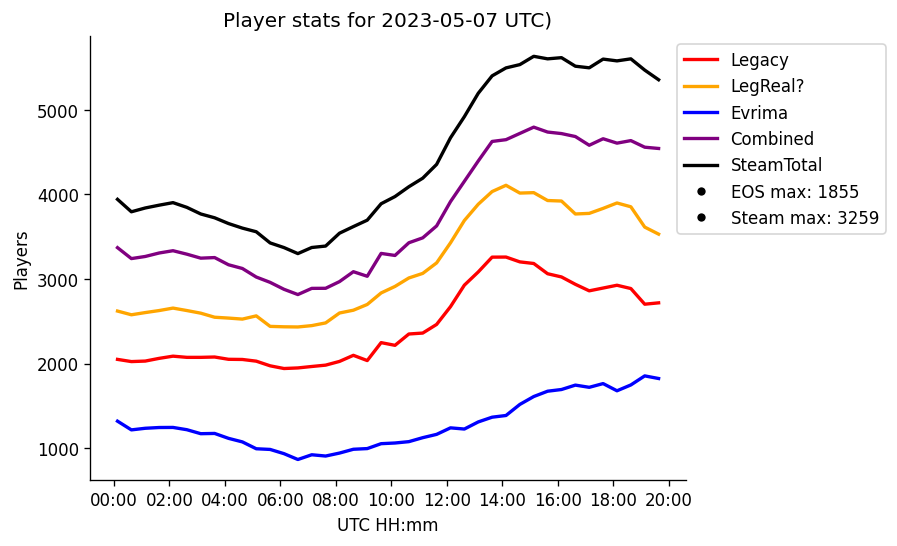 Player stats for 2023-05-07 UTC)
Players
5000
4000
3000
2000
1000
00:00 02:00 04:00 06:00 08:00 10:00 12:00 14:00 16:00 18:00 20:00
UTC HH:mm
Legacy
LegReal?
Evrima
Combined
SteamTotal
EOS max: 1855
Steam max: 3259